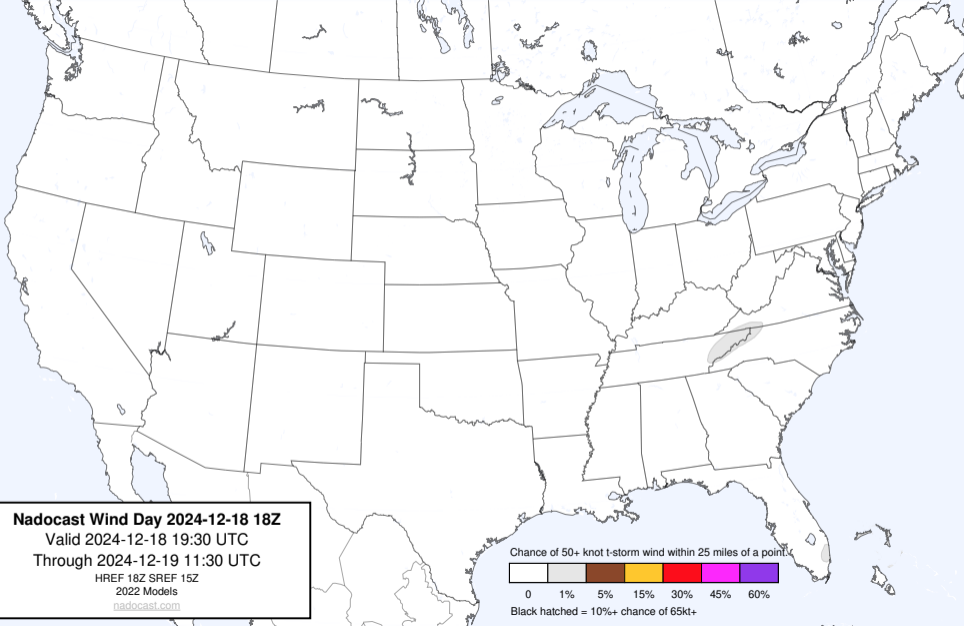 Nadocast Wind Day 2024-12-18 18Z
Valid 2024-12-18 19:30 UTC
Through 2024-12-19 11:30 UTC
HREF 18Z SREF 15Z
2022 Models
nadocast.com
Chance of 50+ knot t-storm wind within 25 miles of a point.
0 1% 5% 15% 30% 45% 60%
Black hatched = 10%+ chance of 65kt+